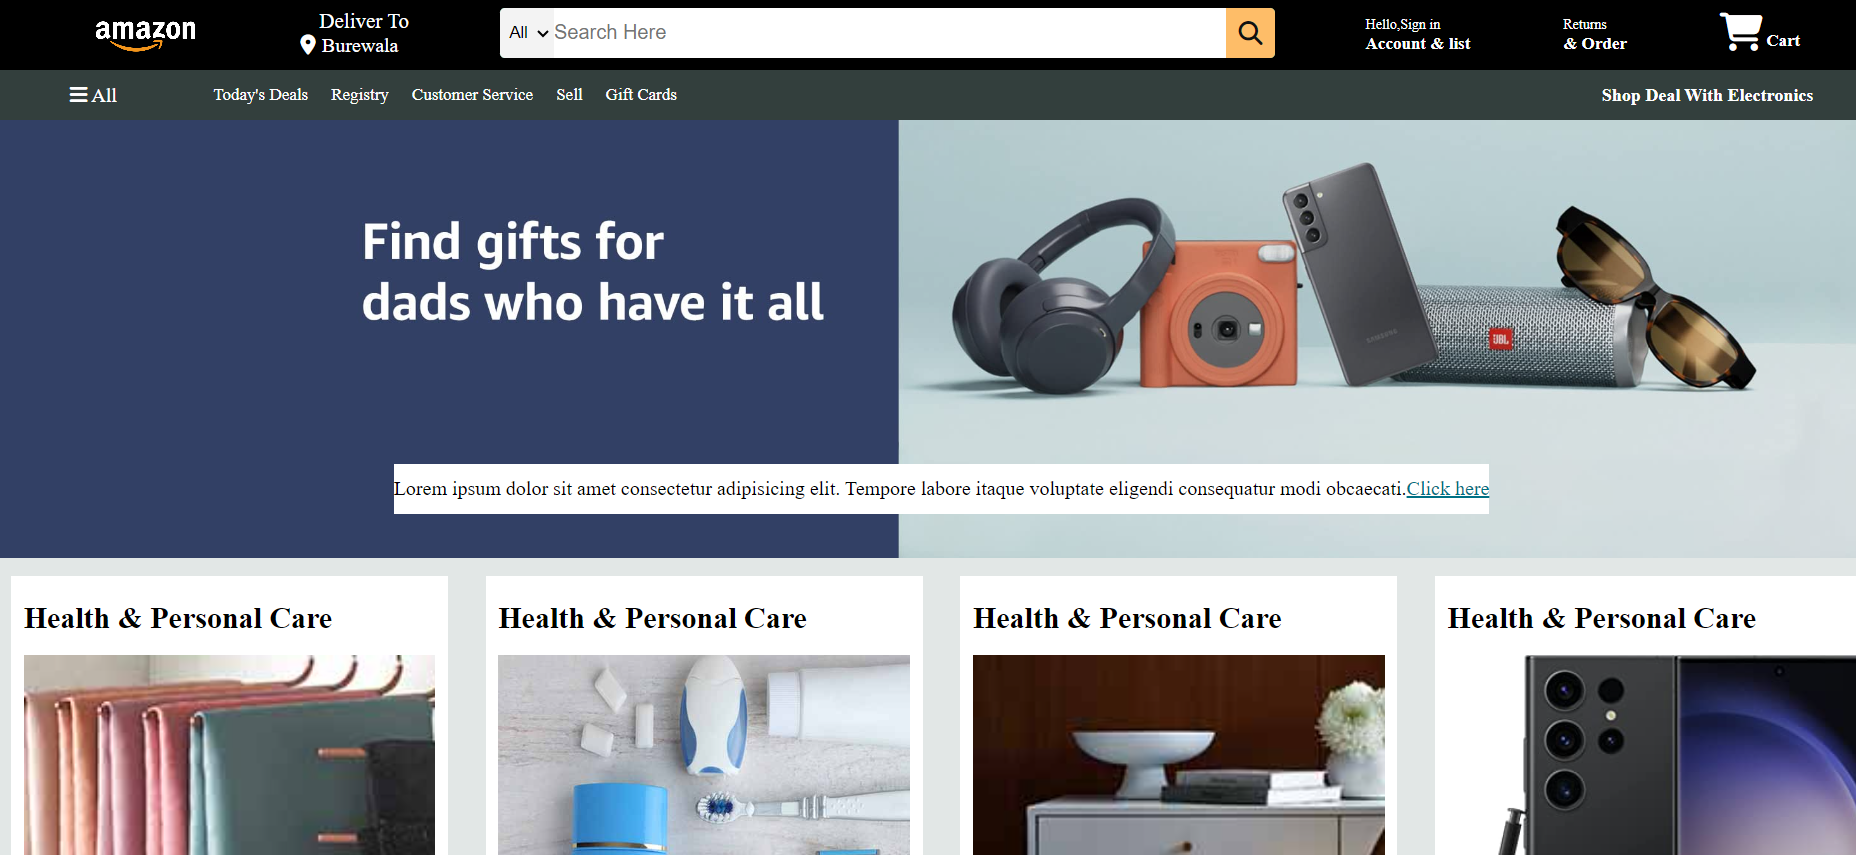 amazon
Deliver To
Burewala
All
Search Here
Hello,Sign in
Account & list
Returns
& Order
Cart
All
Today's Deals
Registry
Customer Service
Sell
Gift Cards
Shop Deal With Electronics
Find gifts for
dads who have it all
SAMSUNG
JBL
Lorem ipsum dolor sit amet consectetur adipisicing elit. Tempore labore itaque voluptate eligendi consequatur modi obcaecati.Click here
Health & Personal Care
Health & Personal Care
Health & Personal Care
Health & Personal Care